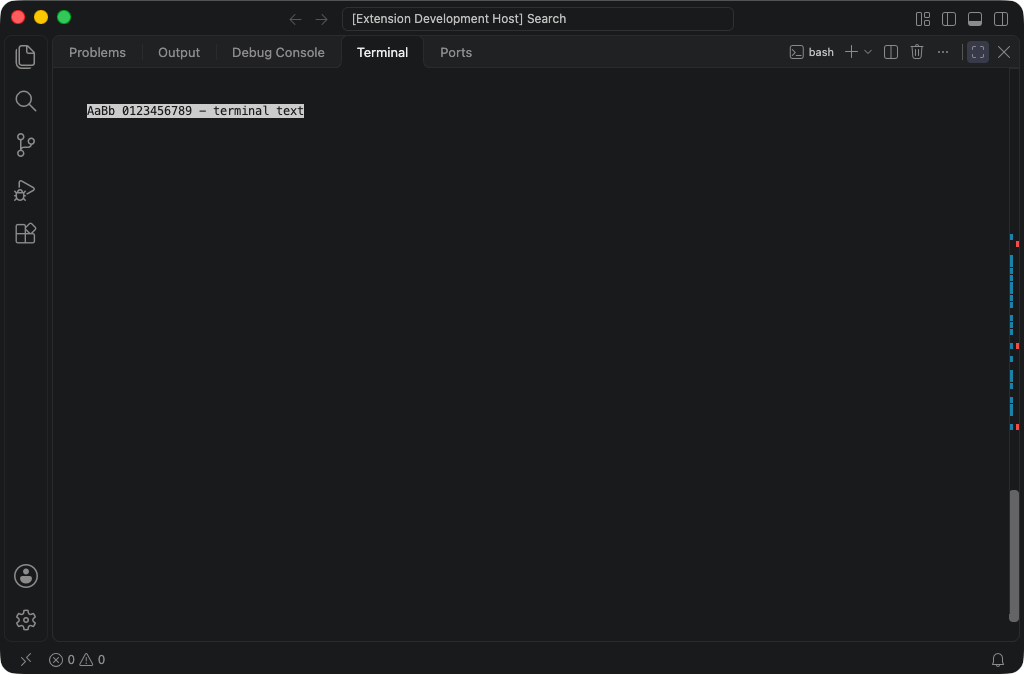 [Extension Development Host] Search
Problems Output Debug Console Terminal Ports bash
AaBb 0123456789 – terminal text
0 0